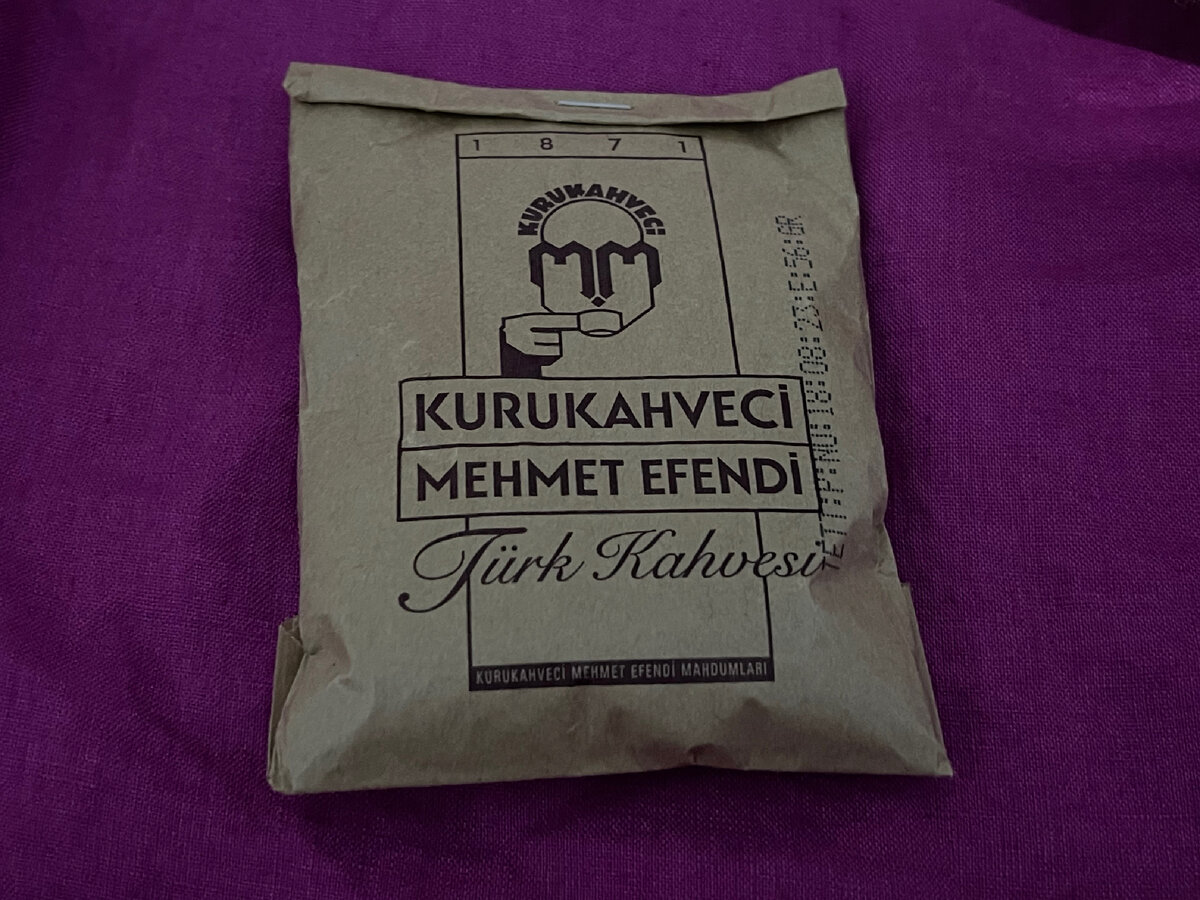 1 8 7 1
KURUKAHVECİ
KURUKAHVECİ
MEHMET EFENDİ
Türk Kahvesi
KURUKAHVECİ MEHMET EFENDİ MAHDUMLARI